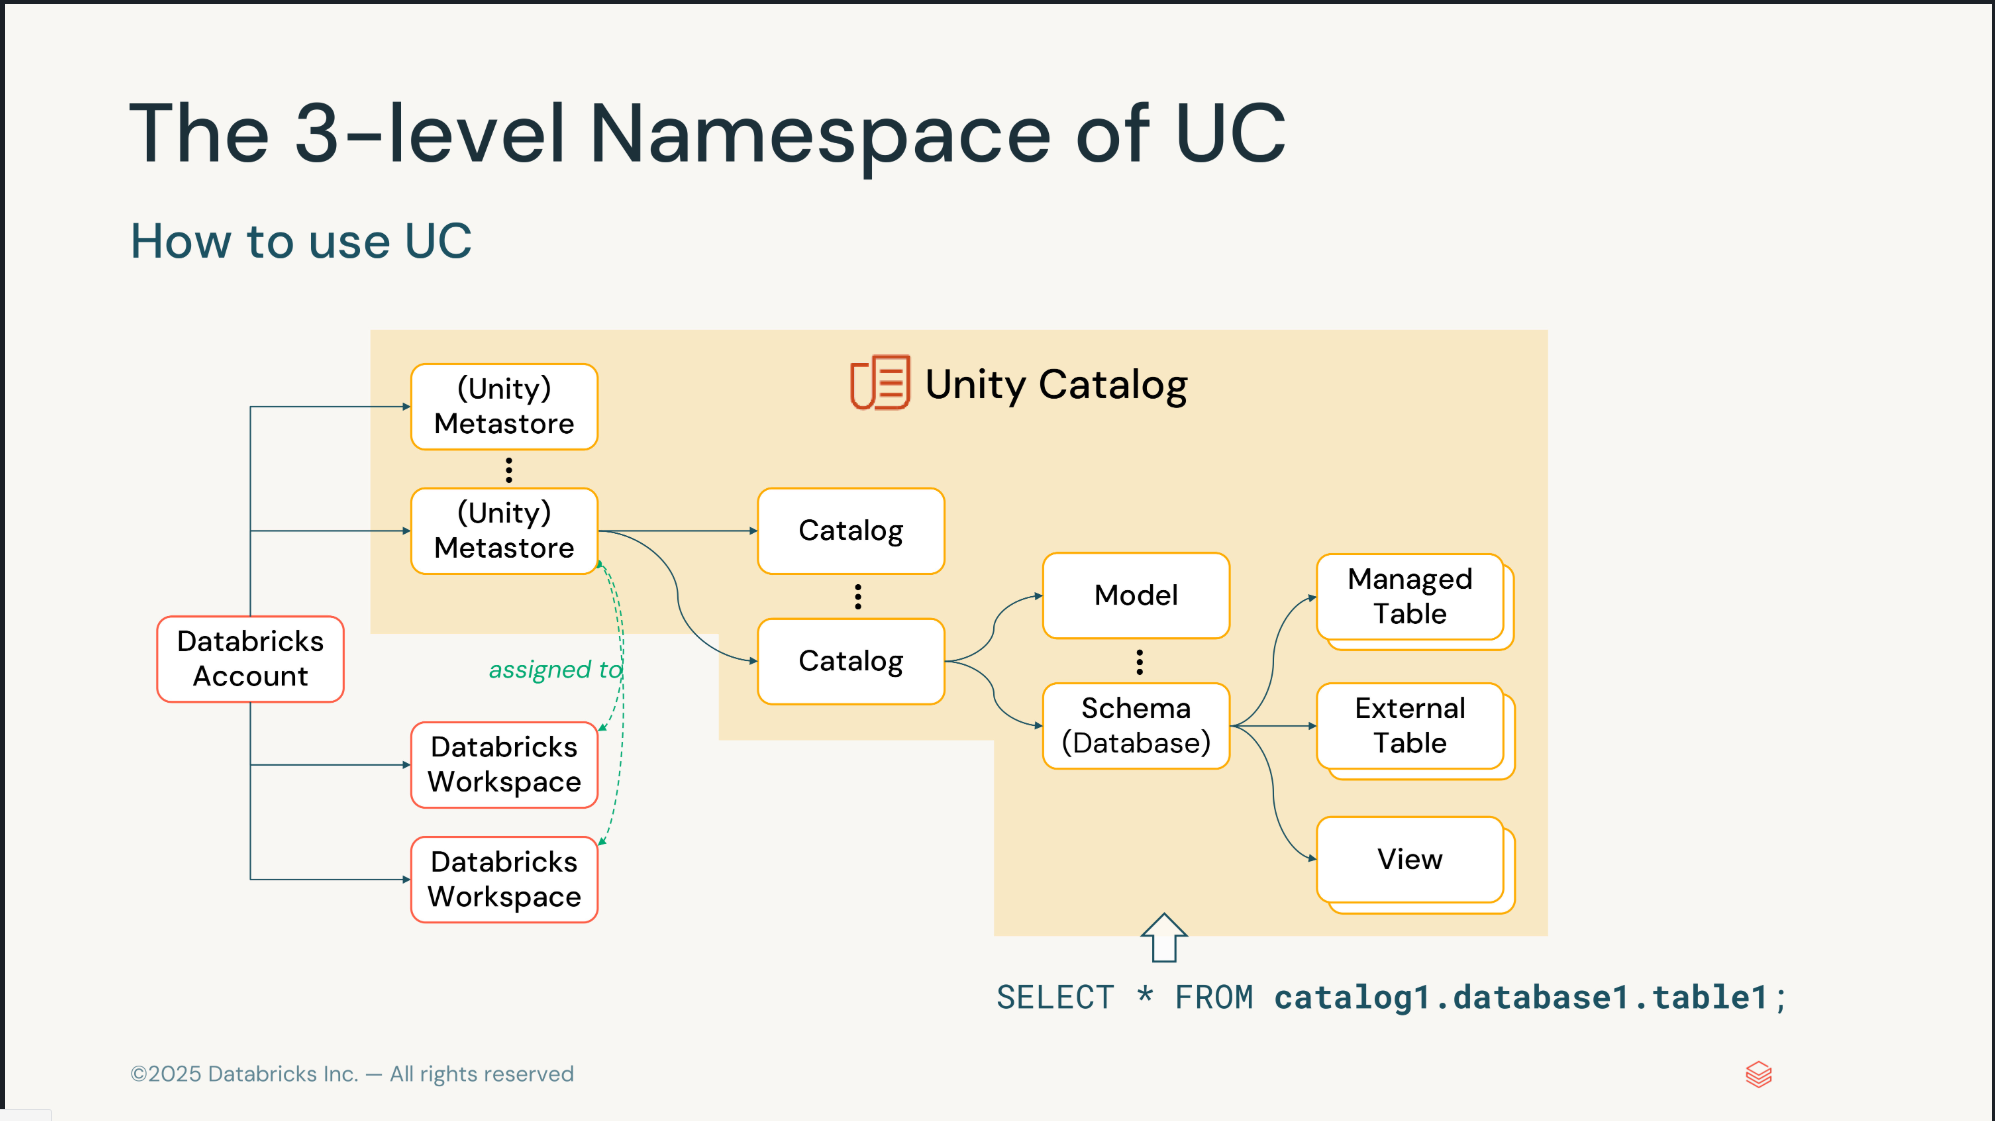 The 3-level Namespace of UC
How to use UC
Unity Catalog
(Unity)
Metastore
(Unity)
Metastore
Catalog
Catalog
Model
Schema
(Database)
Managed
Table
External
Table
View
Databricks
Account
assigned to
Databricks
Workspace
Databricks
Workspace
SELECT * FROM catalog1.database1.table1;
©2025 Databricks Inc. — All rights reserved